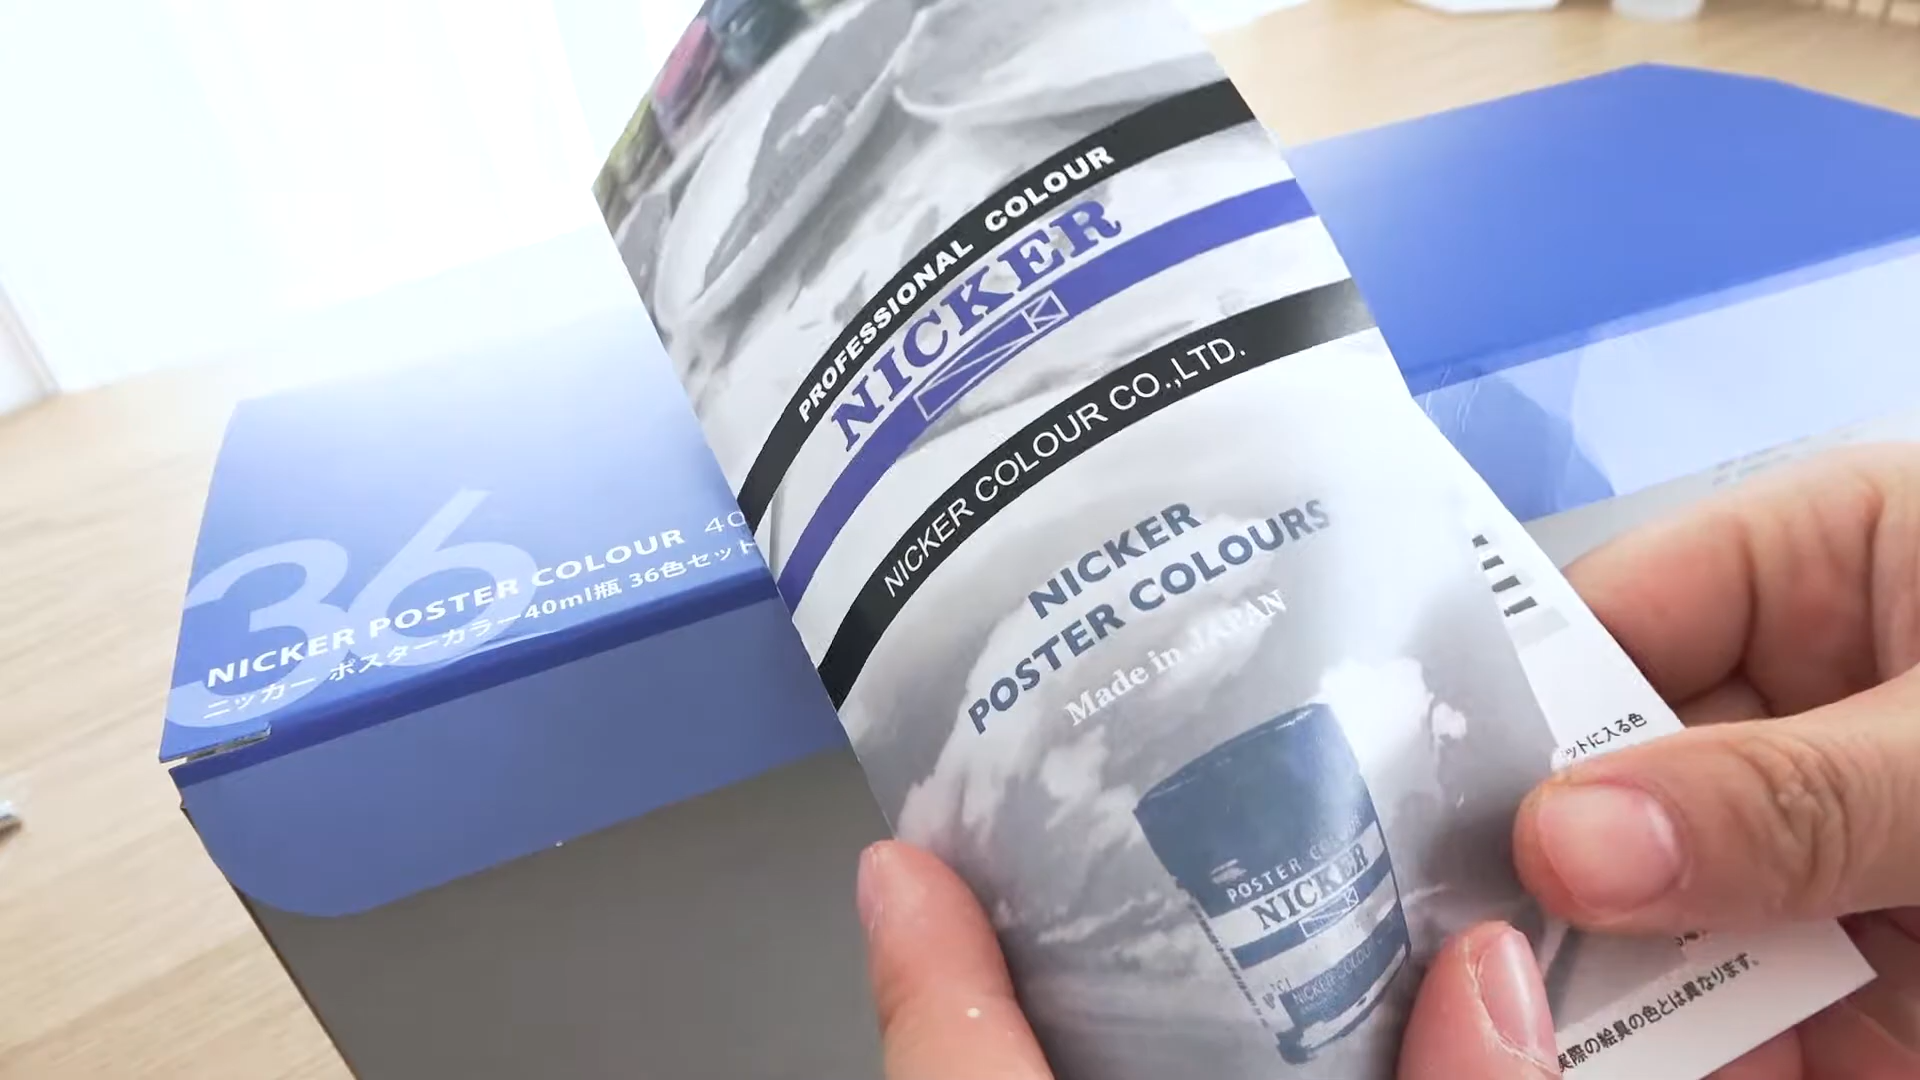 PROFESSIONAL COLOUR
NICKER
NICKER COLOUR CO.,LTD.
NICKER
POSTER COLOURS
Made in JAPAN
POSTER
NICKER
NICKER COLOUR
36
NICKER POSTER COLOUR 40
ニッカー ポスターカラー40ml瓶 36色セット
ットに入る色
実際の絵具の色とは異なります。